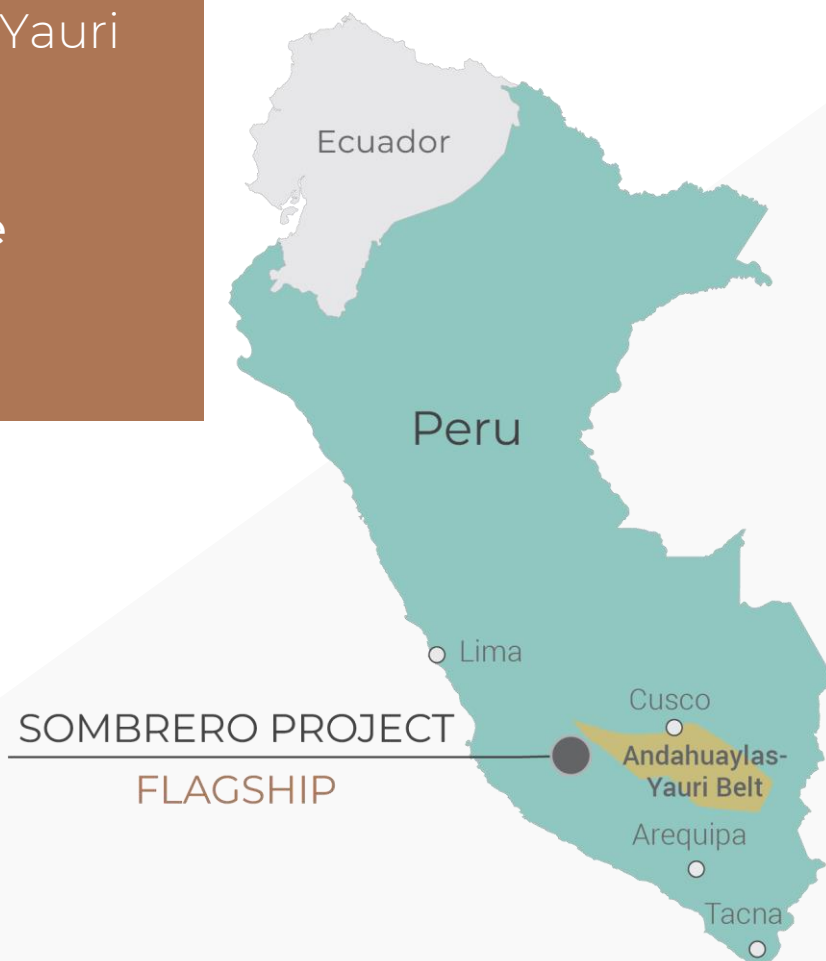 Yauri
e
Ecuador
Peru
Lima
Cusco
SOMBRERO PROJECT
FLAGSHIP
Andahuaylas-
Yauri Belt
Arequipa
Tacna